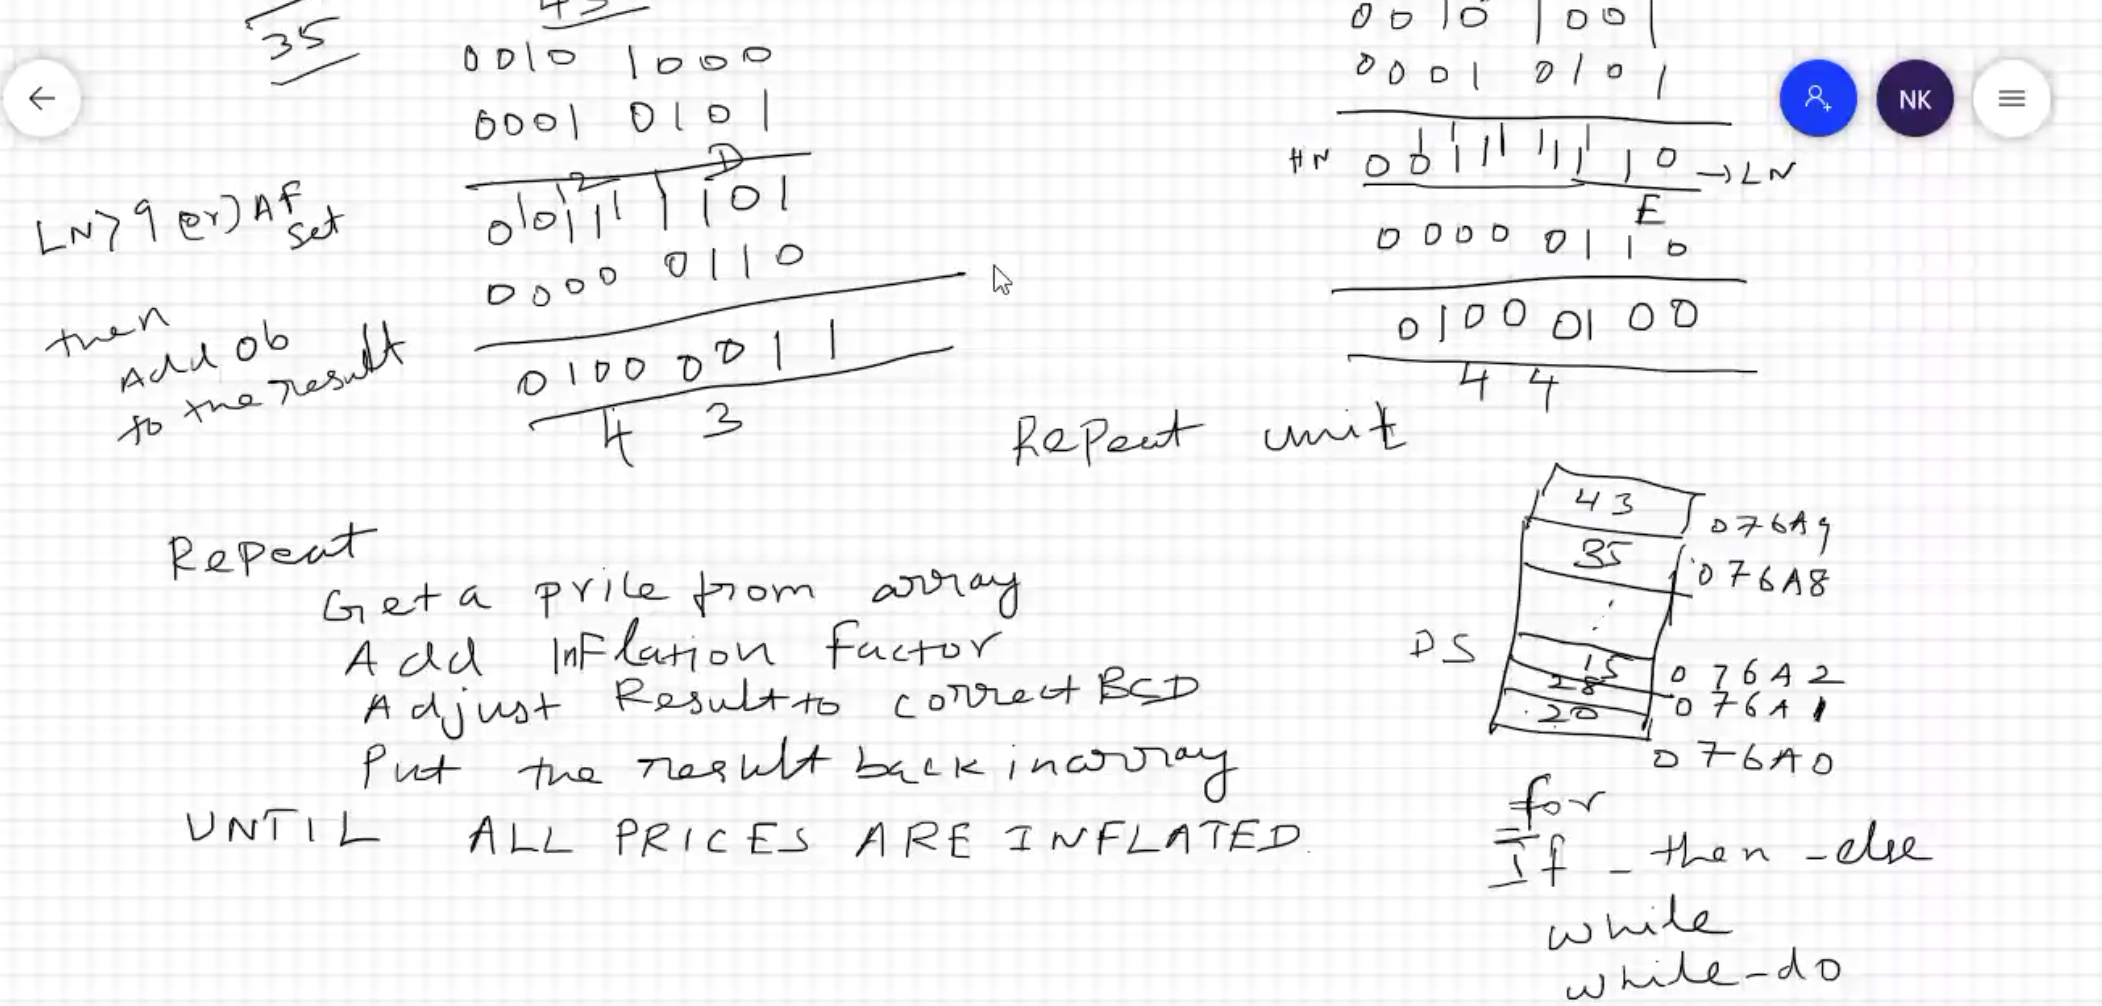 35
0010 1000
0001 0101
D
2
0011 1101
LN>9 (or) AF set
0000 0110
then
Add 06
to the result
0100 0011
4 3
0010 1001
0001 0101
HN 0011 1110 → LN
E
0000 0110
0100 0100
4 4
Repeat unit
NK
Repeat
Get a price from array
Add Inflation factor
Adjust Result to correct BCD
Put the result back in array
UNTIL ALL PRICES ARE INFLATED.
43 076A9
35 076A8
:
DS
15 076A2
28 076A1
20 076A0
for
If - then - else
while
while - do